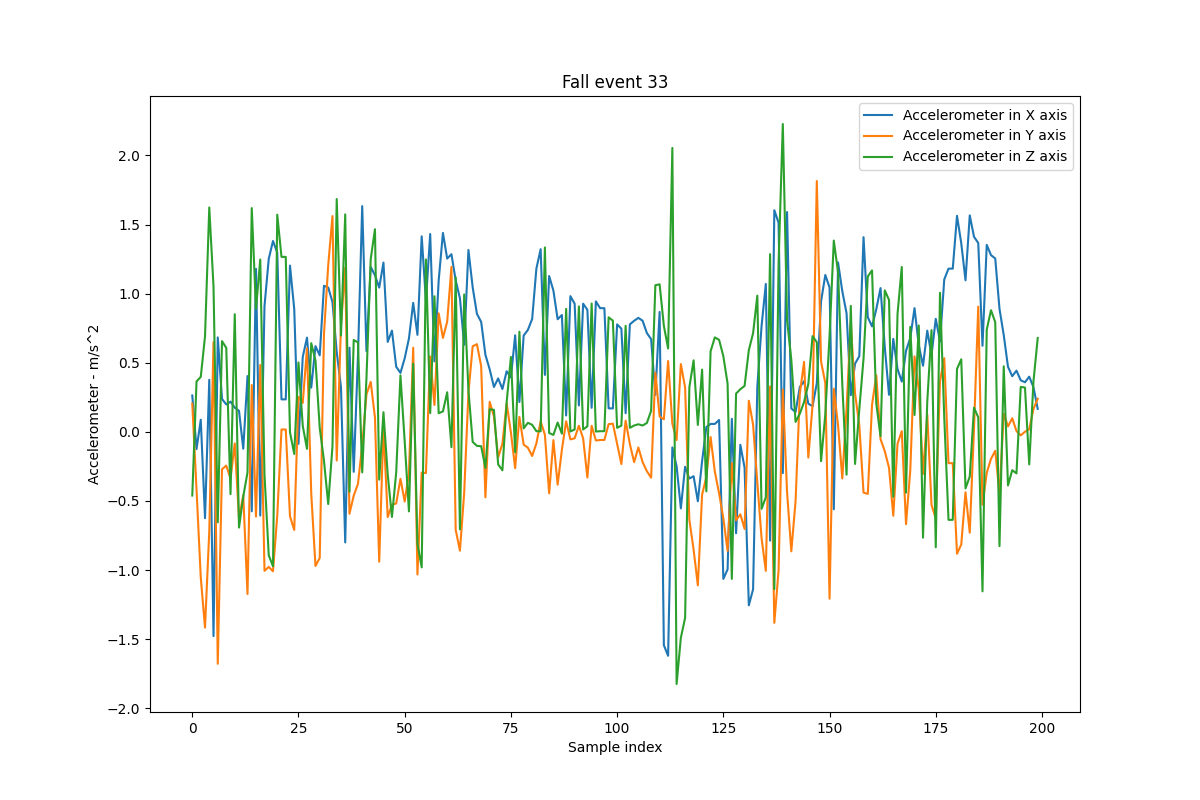 Fall event 33
Accelerometer in X axis
Accelerometer in Y axis
Accelerometer in Z axis
Accelerometer - m/s^2
2.0
1.5
1.0
0.5
0.0
−0.5
−1.0
−1.5
−2.0
0 25 50 75 100 125 150 175 200
Sample index